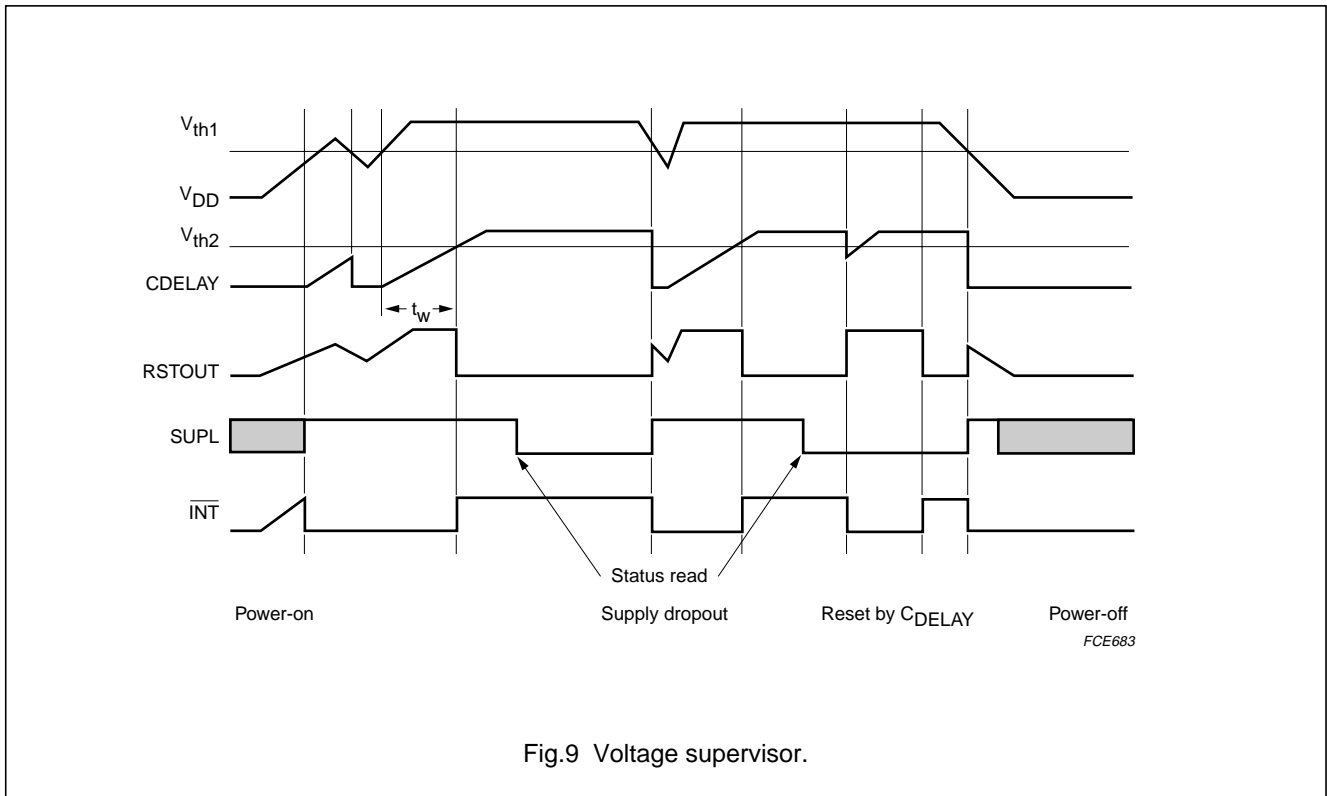 Vth1
VDD
Vth2
CDELAY
tw
RSTOUT
SUPL
INT
Status read
Power-on
Supply dropout
Reset by CDELAY
Power-off
FCE683
Fig.9 Voltage supervisor.